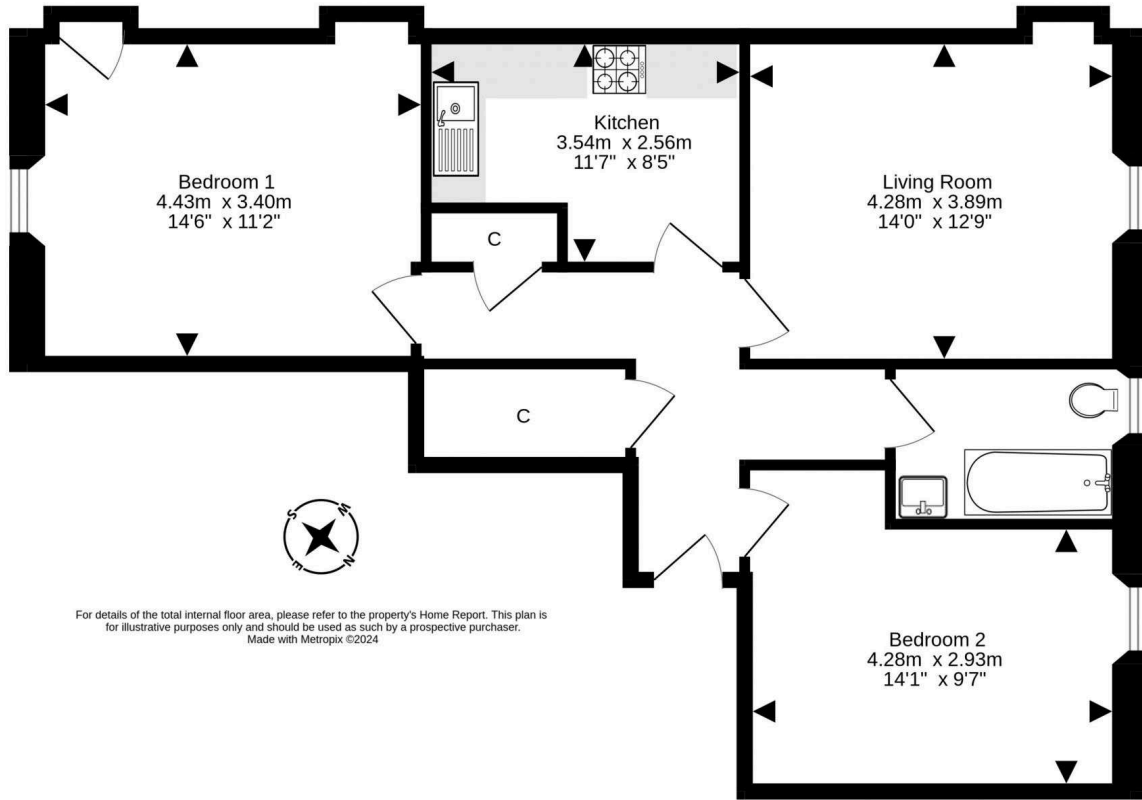 Bedroom 1
4.43m x 3.40m
14'6" x 11'2"
Kitchen
3.54m x 2.56m
11'7" x 8'5"
Living Room
4.28m x 3.89m
14'0" x 12'9"
C
C
S
W
E
N
Bedroom 2
4.28m x 2.93m
14'1" x 9'7"
For details of the total internal floor area, please refer to the property's Home Report. This plan is
for illustrative purposes only and should be used as such by a prospective purchaser.
Made with Metropix ©2024